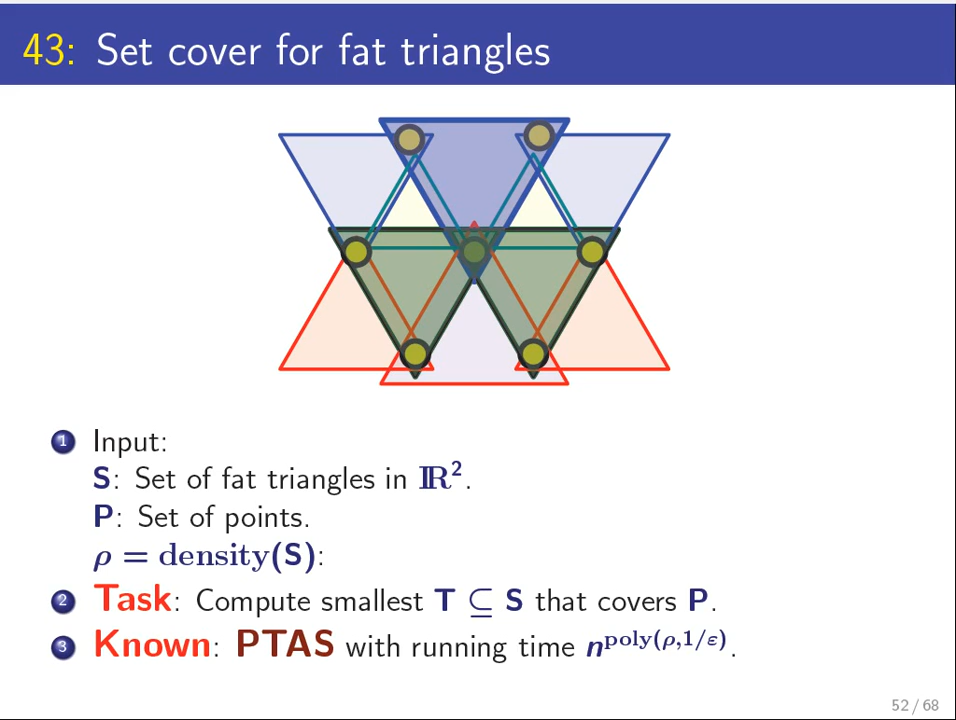 43: Set cover for fat triangles
1 Input:
S: Set of fat triangles in ℝ².
P: Set of points.
ρ = density(S):
2 Task: Compute smallest T ⊆ S that covers P.
3 Known: PTAS with running time n^poly(ρ,1/ε).
52 / 68